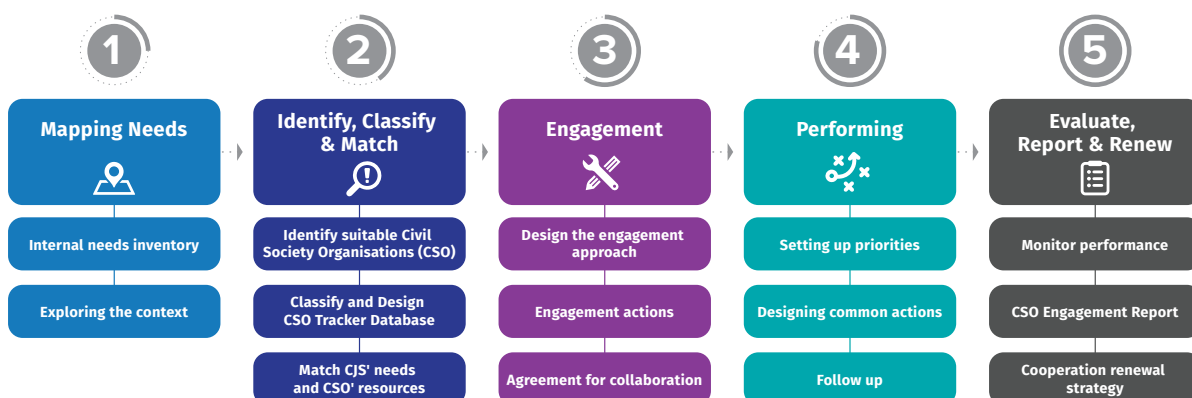 1
2
3
4
5
Mapping Needs
Internal needs inventory
Exploring the context
Identify, Classify
& Match
Identify suitable Civil
Society Organisations (CSO)
Classify and Design
CSO Tracker Database
Match CJS' needs
and CSO' resources
Engagement
Design the engagement
approach
Engagement actions
Agreement for collaboration
Performing
Setting up priorities
Designing common actions
Follow up
Evaluate,
Report & Renew
Monitor performance
CSO Engagement Report
Cooperation renewal
strategy